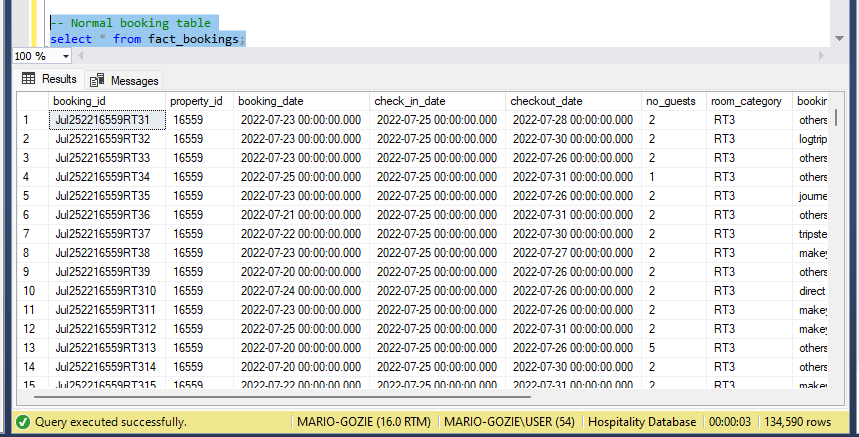 -- Normal booking table
select * from fact_bookings;
100 %
Results Messages
booking_id property_id booking_date check_in_date checkout_date no_guests room_category bookin
1 Jul252216559RT31 16559 2022-07-23 00:00:00.000 2022-07-25 00:00:00.000 2022-07-28 00:00:00.000 2 RT3 others
2 Jul252216559RT32 16559 2022-07-23 00:00:00.000 2022-07-25 00:00:00.000 2022-07-30 00:00:00.000 2 RT3 logtrip
3 Jul252216559RT33 16559 2022-07-23 00:00:00.000 2022-07-25 00:00:00.000 2022-07-26 00:00:00.000 2 RT3 others
4 Jul252216559RT34 16559 2022-07-25 00:00:00.000 2022-07-25 00:00:00.000 2022-07-31 00:00:00.000 1 RT3 others
5 Jul252216559RT35 16559 2022-07-23 00:00:00.000 2022-07-25 00:00:00.000 2022-07-26 00:00:00.000 2 RT3 journe
6 Jul252216559RT36 16559 2022-07-21 00:00:00.000 2022-07-25 00:00:00.000 2022-07-31 00:00:00.000 2 RT3 others
7 Jul252216559RT37 16559 2022-07-22 00:00:00.000 2022-07-25 00:00:00.000 2022-07-30 00:00:00.000 2 RT3 tripste
8 Jul252216559RT38 16559 2022-07-23 00:00:00.000 2022-07-25 00:00:00.000 2022-07-27 00:00:00.000 2 RT3 makey
9 Jul252216559RT39 16559 2022-07-20 00:00:00.000 2022-07-25 00:00:00.000 2022-07-26 00:00:00.000 2 RT3 others
10 Jul252216559RT310 16559 2022-07-24 00:00:00.000 2022-07-25 00:00:00.000 2022-07-26 00:00:00.000 2 RT3 direct
11 Jul252216559RT311 16559 2022-07-23 00:00:00.000 2022-07-25 00:00:00.000 2022-07-26 00:00:00.000 2 RT3 makey
12 Jul252216559RT312 16559 2022-07-25 00:00:00.000 2022-07-25 00:00:00.000 2022-07-31 00:00:00.000 2 RT3 makey
13 Jul252216559RT313 16559 2022-07-20 00:00:00.000 2022-07-25 00:00:00.000 2022-07-26 00:00:00.000 5 RT3 others
14 Jul252216559RT314 16559 2022-07-20 00:00:00.000 2022-07-25 00:00:00.000 2022-07-30 00:00:00.000 2 RT3 others
15 Jul252216559RT315 16559 2022-07-22 00:00:00.000 2022-07-25 00:00:00.000 2022-07-31 00:00:00.000 2 RT3 makey
Query executed successfully. MARIO-GOZIE (16.0 RTM) MARIO-GOZIE\USER (54) Hospitality Database 00:00:03 134,590 rows